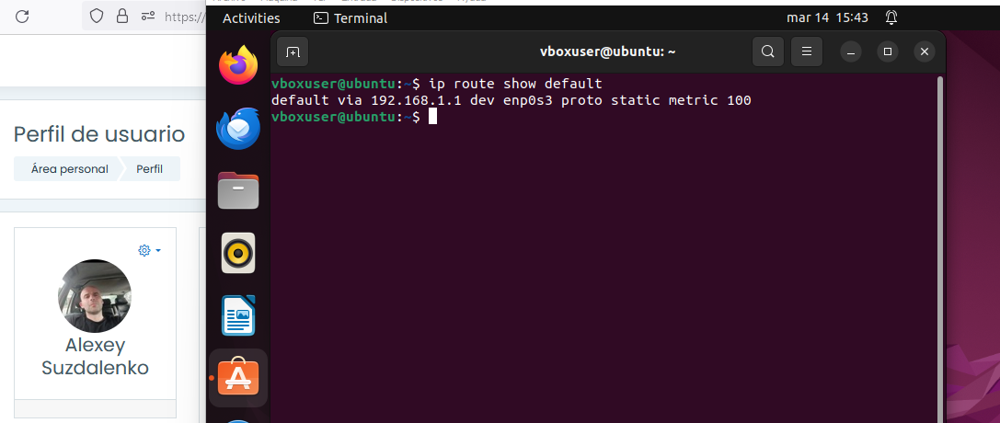 https://
Perfil de usuario
Área personal
Perfil
Alexey
Suzdalenko
Activities
Terminal
mar 14 15:43
vboxuser@ubuntu: ~
vboxuser@ubuntu:~$ ip route show default
default via 192.168.1.1 dev enp0s3 proto static metric 100
vboxuser@ubuntu:~$